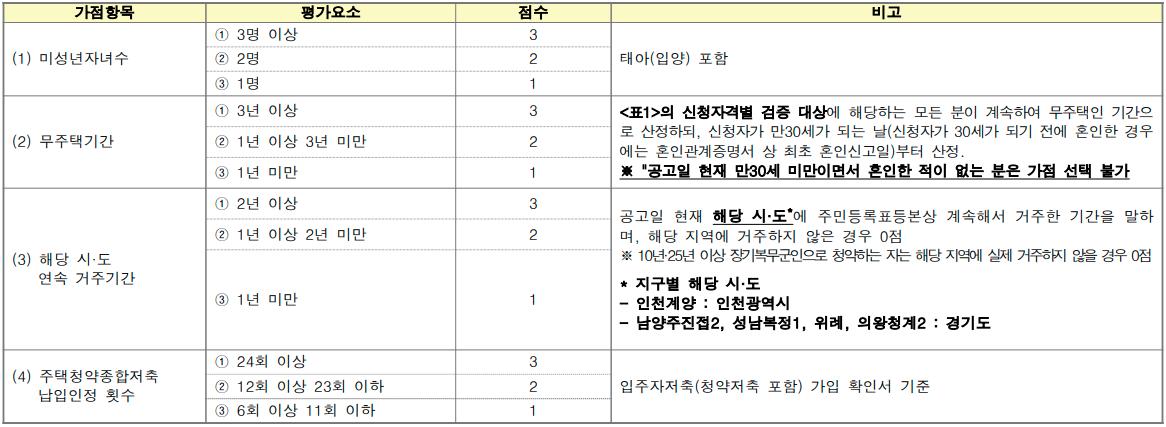 가점항목 평가요소 점수 비고
(1) 미성년자녀수
① 3명 이상 3
② 2명 2
③ 1명 1
태아(입양) 포함
(2) 무주택기간
① 3년 이상 3
② 1년 이상 3년 미만 2
③ 1년 미만 1
<표1>의 신청자격별 검증 대상에 해당하는 모든 분이 계속하여 무주택인 기간으
로 산정하되, 신청자가 만30세가 되는 날(신청자가 30세가 되기 전에 혼인한 경우
에는 혼인관계증명서 상 최초 혼인신고일)부터 산정.
※ "공고일 현재 만30세 미만이면서 혼인한 적이 없는 분은 가점 선택 불가
(3) 해당 시·도
연속 거주기간
① 2년 이상 3
② 1년 이상 2년 미만 2
③ 1년 미만 1
공고일 현재 해당 시·도*에 주민등록표등본상 계속해서 거주한 기간을 말하
며, 해당 지역에 거주하지 않은 경우 0점
※ 10년·25년 이상 장기복무군인으로 청약하는 자는 해당 지역에 실제 거주하지 않을 경우 0점
* 지구별 해당 시·도
- 인천계양 : 인천광역시
- 남양주진접2, 성남복정1, 위례, 의왕청계2 : 경기도
(4) 주택청약종합저축
납입인정 횟수
① 24회 이상 3
② 12회 이상 23회 이하 2
③ 6회 이상 11회 이하 1
입주자저축(청약저축 포함) 가입 확인서 기준